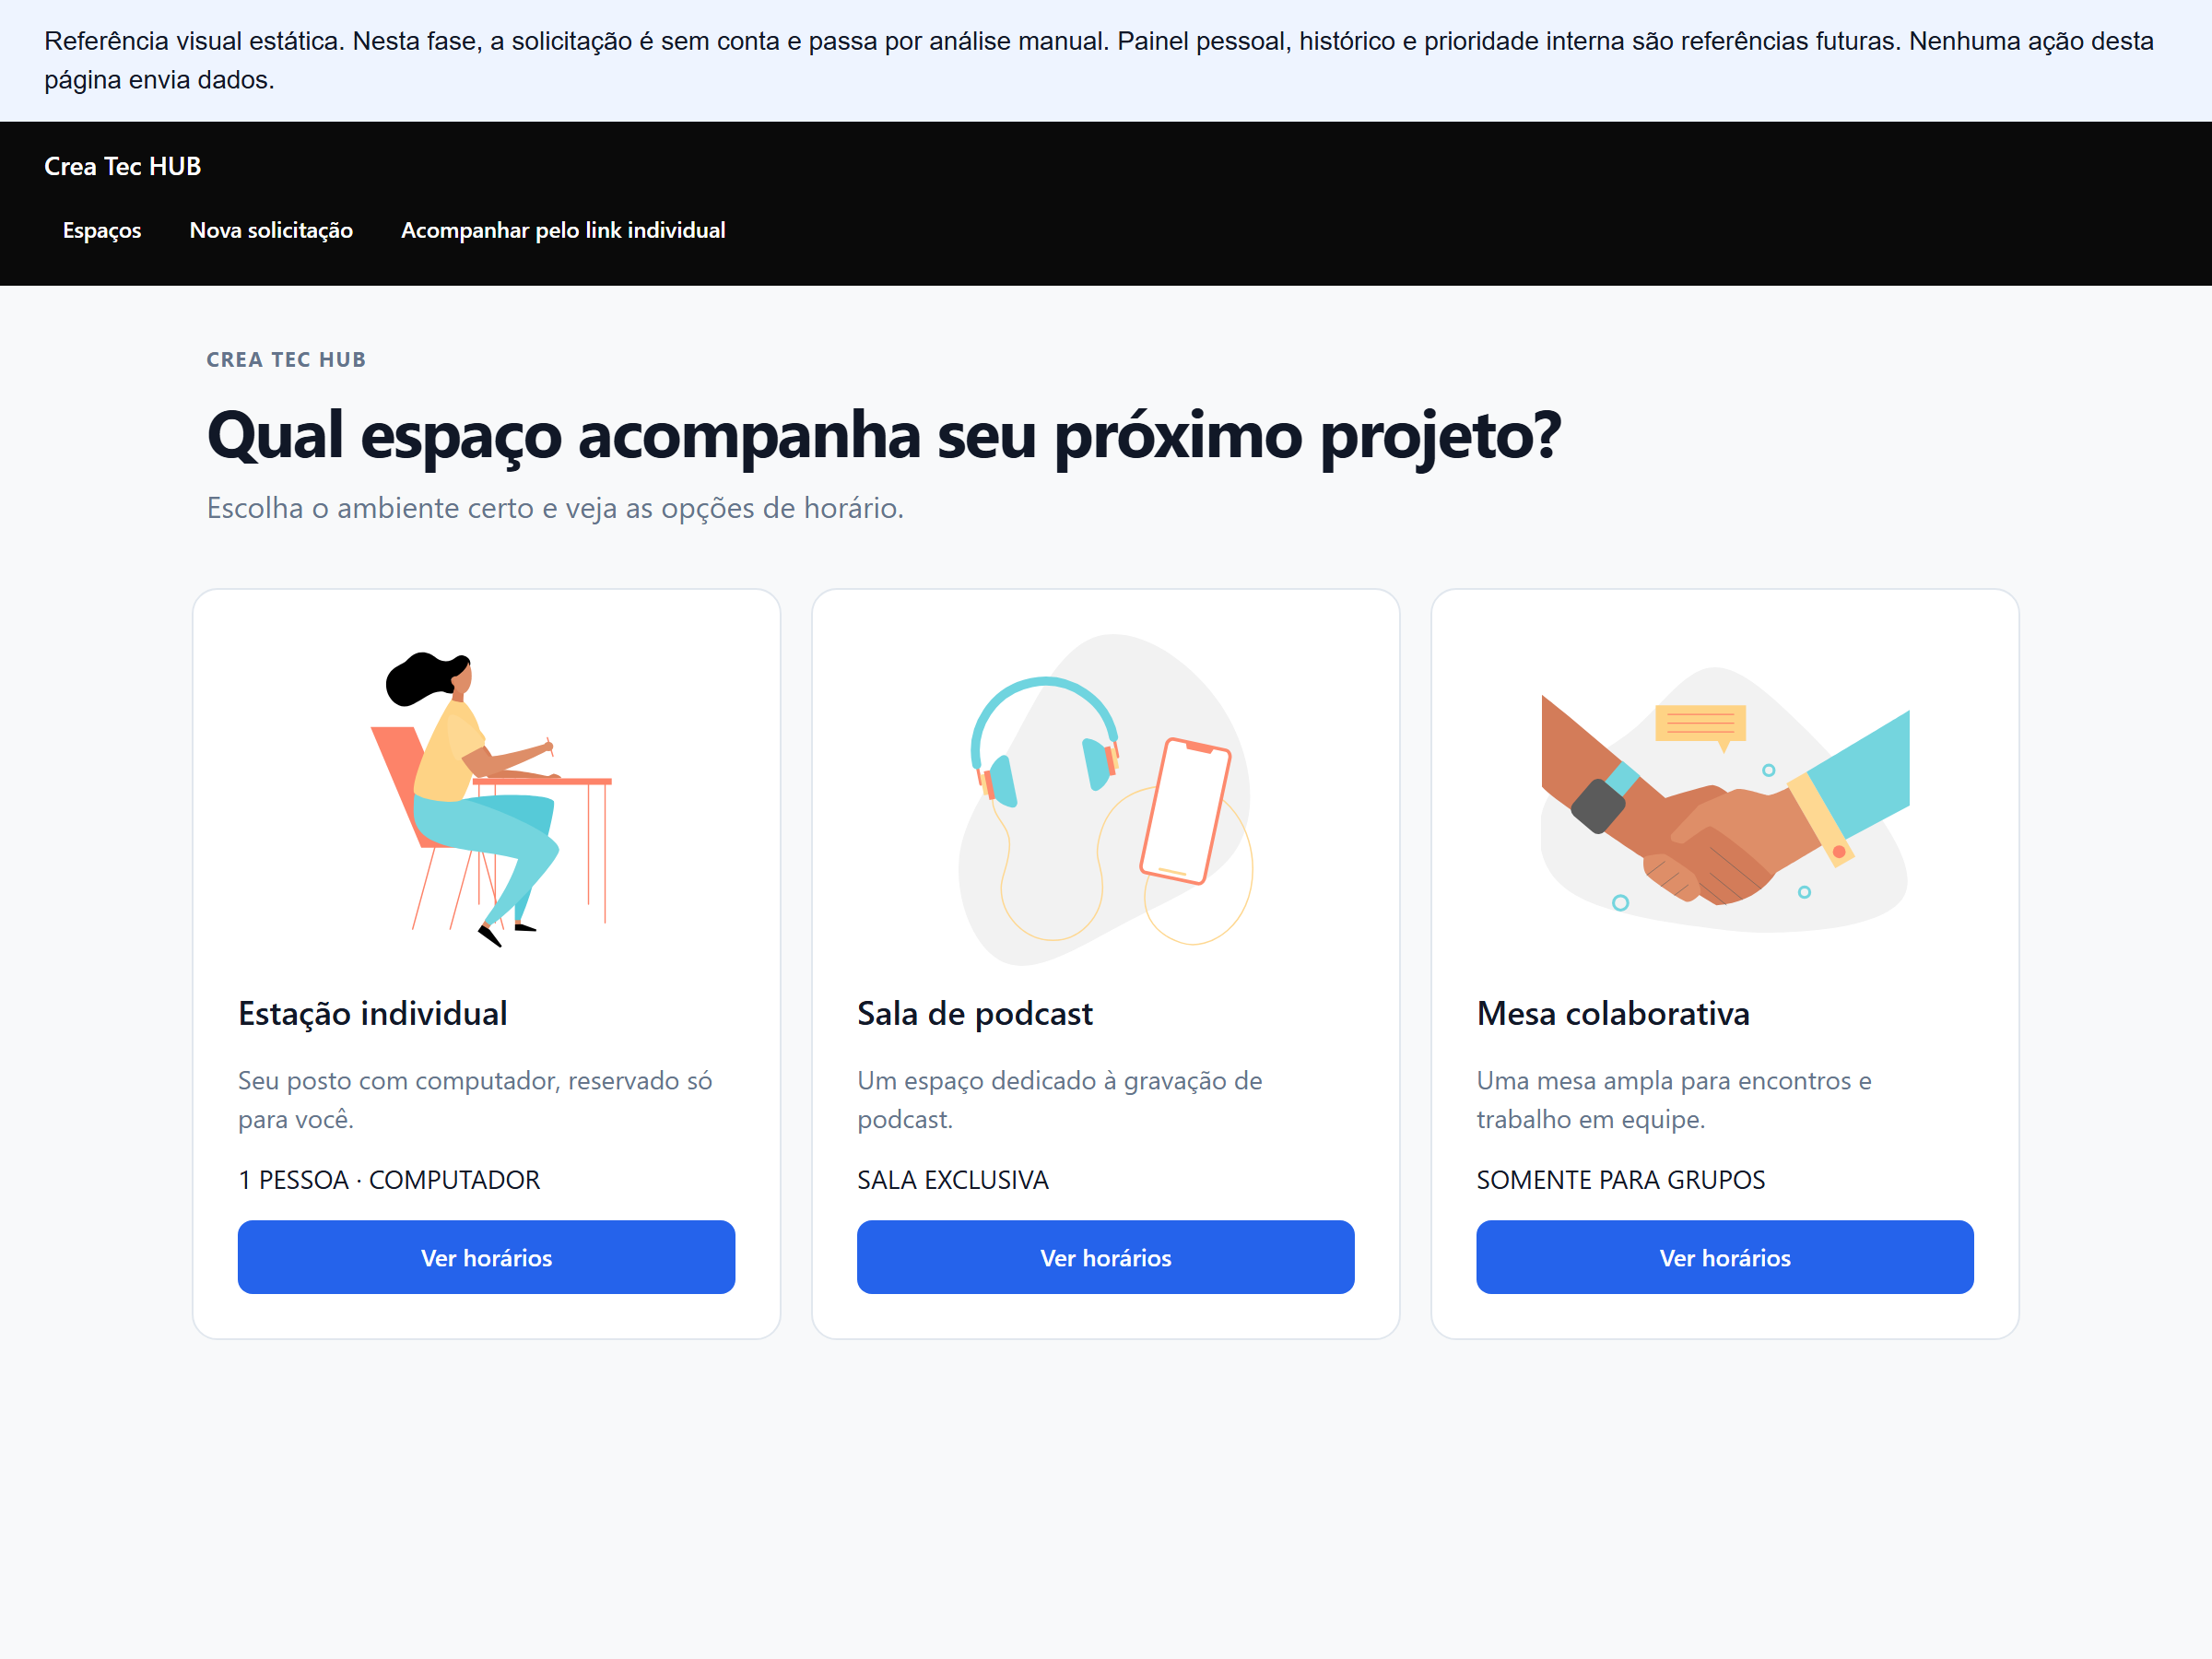 Referência visual estática. Nesta fase, a solicitação é sem conta e passa por análise manual. Painel pessoal, histórico e prioridade interna são referências futuras. Nenhuma ação desta
página envia dados.
Crea Tec HUB
Espaços
Nova solicitação
Acompanhar pelo link individual
CREA TEC HUB
Qual espaço acompanha seu próximo projeto?
Escolha o ambiente certo e veja as opções de horário.
Estação individual
Seu posto com computador, reservado só
para você.
1 PESSOA · COMPUTADOR
Ver horários
Sala de podcast
Um espaço dedicado à gravação de
podcast.
SALA EXCLUSIVA
Ver horários
Mesa colaborativa
Uma mesa ampla para encontros e
trabalho em equipe.
SOMENTE PARA GRUPOS
Ver horários